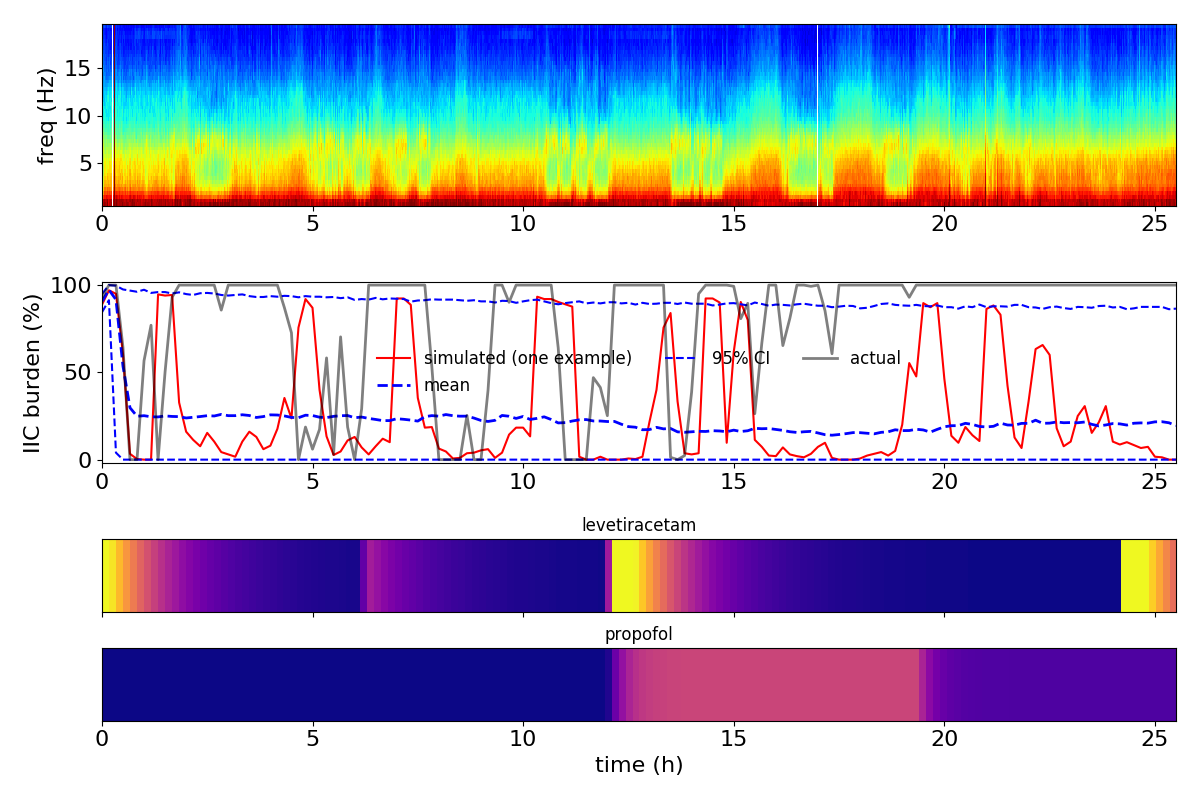 freq (Hz)
15
10
5
0 5 10 15 20 25
IIC burden (%)
100
50
0
simulated (one example) 95% CI actual
mean
0 5 10 15 20 25
levetiracetam
propofol
0 5 10 15 20 25
time (h)